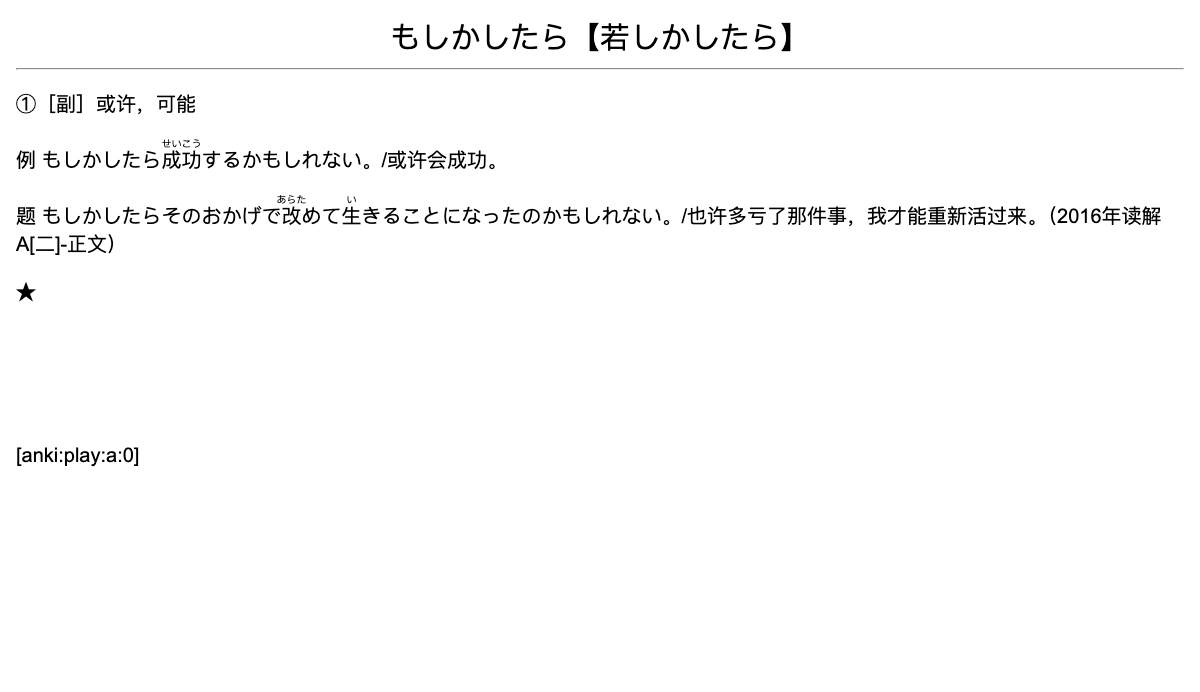 もしかしたら【若しかしたら】
①［副］或许，可能
せいこう
例 もしかしたら成功するかもしれない。/或许会成功。
あらた い
题 もしかしたらそのおかげで改めて生きることになったのかもしれない。/也许多亏了那件事，我才能重新活过来。（2016年读解
A[二]-正文）
★
[anki:play:a:0]